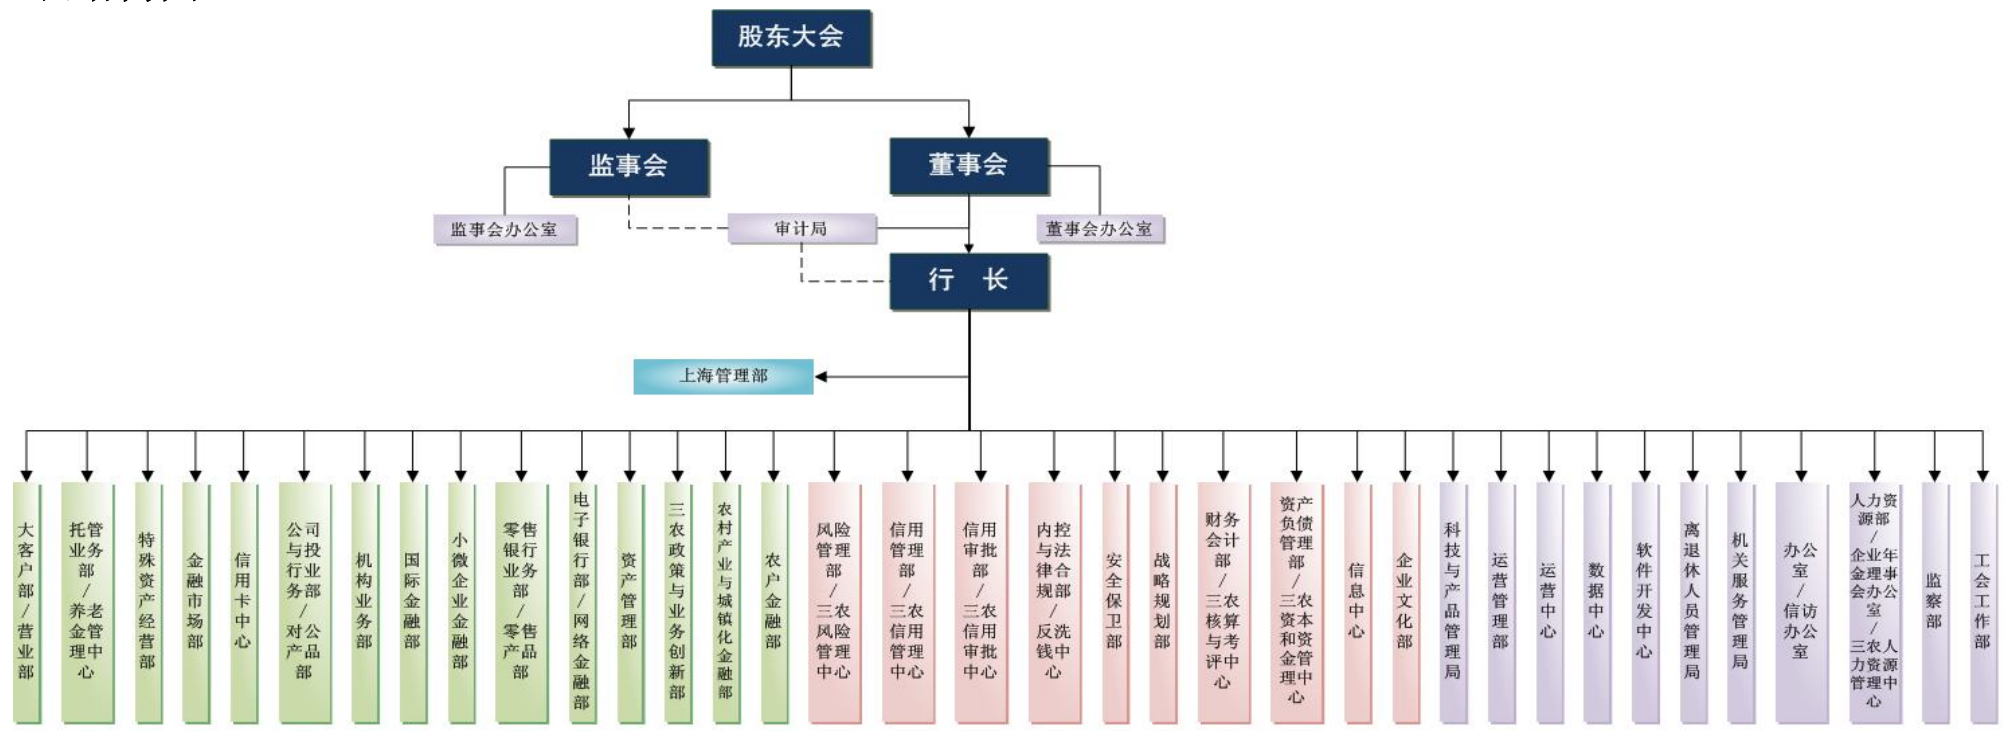 股东大会
监事会
董事会
监事会办公室
审计局
董事会办公室
行 长
上海管理部
大客户部/营业部
托管业务部/养老金管理中心
特殊资产经营部
金融市场部
信用卡中心
公司与投行业务部/对公产品部
机构业务部
国际金融部
小微企业金融部
零售银行业务部/零售产品部
电子银行部/网络金融部
资产管理部
三农政策与业务创新部
农村产业与城镇化金融部
农户金融部
风险管理部/三农风险管理中心
信用管理部/三农信用管理中心
信用审批部/三农信用审批中心
内控与法律合规部/反洗钱中心
安全保卫部
战略规划部
财务会计部/三农核算与考评中心
资产负债管理部/三农资本和资金管理中心
信息中心
企业文化部
科技与产品管理局
运营管理部
运营中心
数据中心
软件开发中心
离退休人员管理局
机关服务管理局
办公室/信访办公室
人力资源部/企业年金理事会办公室/三农人力资源管理中心
监察部
工会工作部